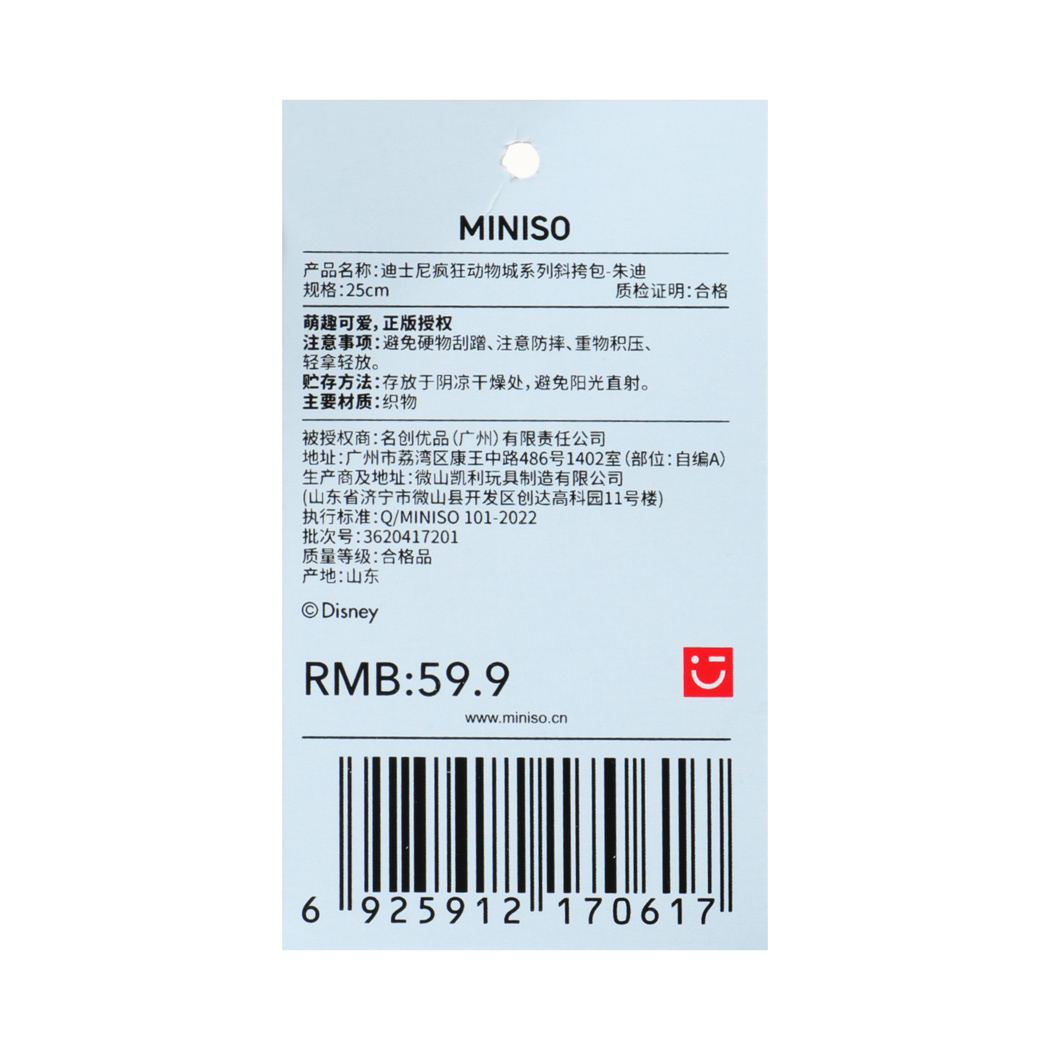 MINISO
产品名称:迪士尼疯狂动物城系列斜挎包-朱迪
规格:25cm 质检证明:合格
萌趣可爱,正版授权
注意事项:避免硬物刮蹭、注意防摔、重物积压、
轻拿轻放。
贮存方法:存放于阴凉干燥处,避免阳光直射。
主要材质:织物
被授权商:名创优品(广州)有限责任公司
地址:广州市荔湾区康王中路486号1402室(部位:自编A)
生产商及地址:微山凯利玩具制造有限公司
(山东省济宁市微山县开发区创达高科园11号楼)
执行标准:Q/MINISO 101-2022
批次号:3620417201
质量等级:合格品
产地:山东
©Disney
RMB:59.9
www.miniso.cn
6 925912 170617